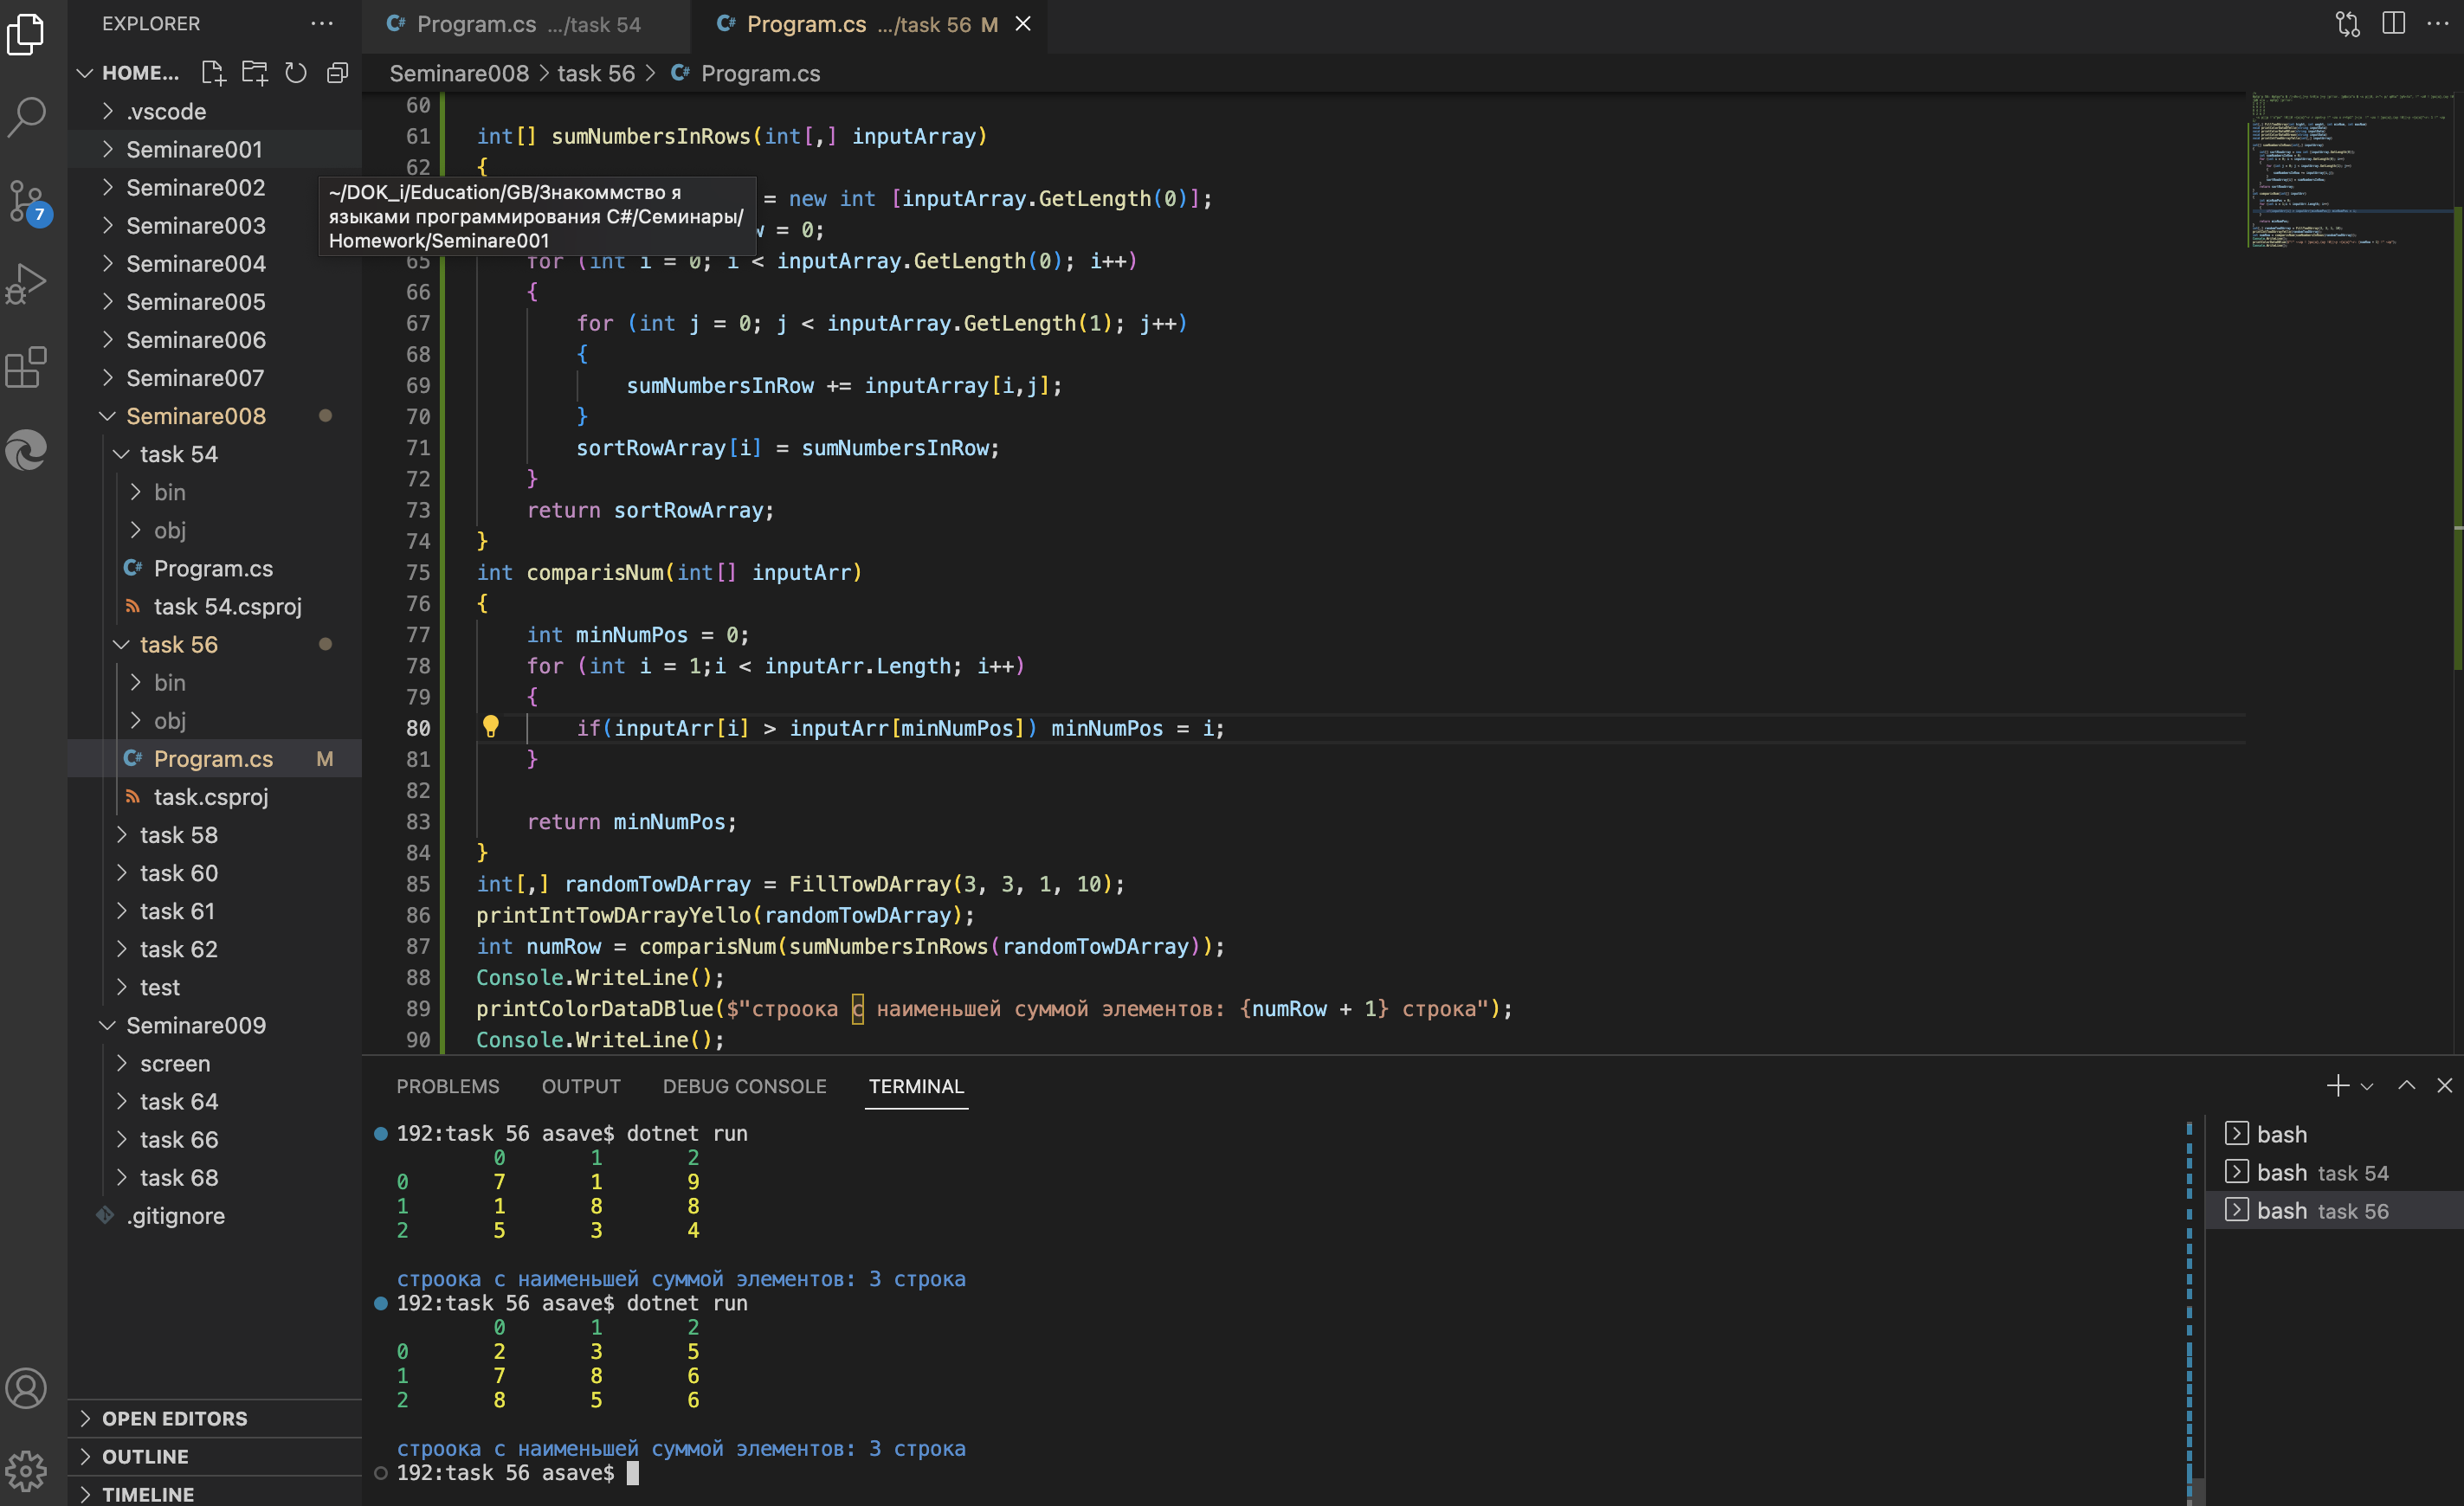 EXPLORER
HOME...
.vscode
Seminare001
Seminare002
Seminare003
Seminare004
Seminare005
Seminare006
Seminare007
Seminare008
task 54
bin
obj
Program.cs
task 54.csproj
task 56
bin
obj
Program.cs M
task.csproj
task 58
task 60
task 61
task 62
test
Seminare009
screen
task 64
task 66
task 68
.gitignore
OPEN EDITORS
OUTLINE
TIMELINE
7
~/DOK_i/Education/GB/Знакоммство я
языками программирования C#/Семинары/
Homework/Seminare001
Program.cs .../task 54
Program.cs .../task 56 M
Seminare008 > task 56 > Program.cs
60
61 int[] sumNumbersInRows(int[,] inputArray)
62 {
= new int [inputArray.GetLength(0)];
w = 0;
65 for (int i = 0; i < inputArray.GetLength(0); i++)
66 {
67 for (int j = 0; j < inputArray.GetLength(1); j++)
68 {
69 sumNumbersInRow += inputArray[i,j];
70 }
71 sortRowArray[i] = sumNumbersInRow;
72 }
73 return sortRowArray;
74 }
75 int comparisNum(int[] inputArr)
76 {
77 int minNumPos = 0;
78 for (int i = 1;i < inputArr.Length; i++)
79 {
80 if(inputArr[i] > inputArr[minNumPos]) minNumPos = i;
81 }
82
83 return minNumPos;
84 }
85 int[,] randomTowDArray = FillTowDArray(3, 3, 1, 10);
86 printIntTowDArrayYello(randomTowDArray);
87 int numRow = comparisNum(sumNumbersInRows(randomTowDArray));
88 Console.WriteLine();
89 printColorDataDBlue($"строока с наименьшей суммой элементов: {numRow + 1} строка");
90 Console.WriteLine();
PROBLEMS OUTPUT DEBUG CONSOLE TERMINAL
192:task 56 asave$ dotnet run
0 1 2
0 7 1 9
1 1 8 8
2 5 3 4
строока с наименьшей суммой элементов: 3 строка
192:task 56 asave$ dotnet run
0 1 2
0 2 3 5
1 7 8 6
2 8 5 6
строока с наименьшей суммой элементов: 3 строка
192:task 56 asave$
bash
bash task 54
bash task 56